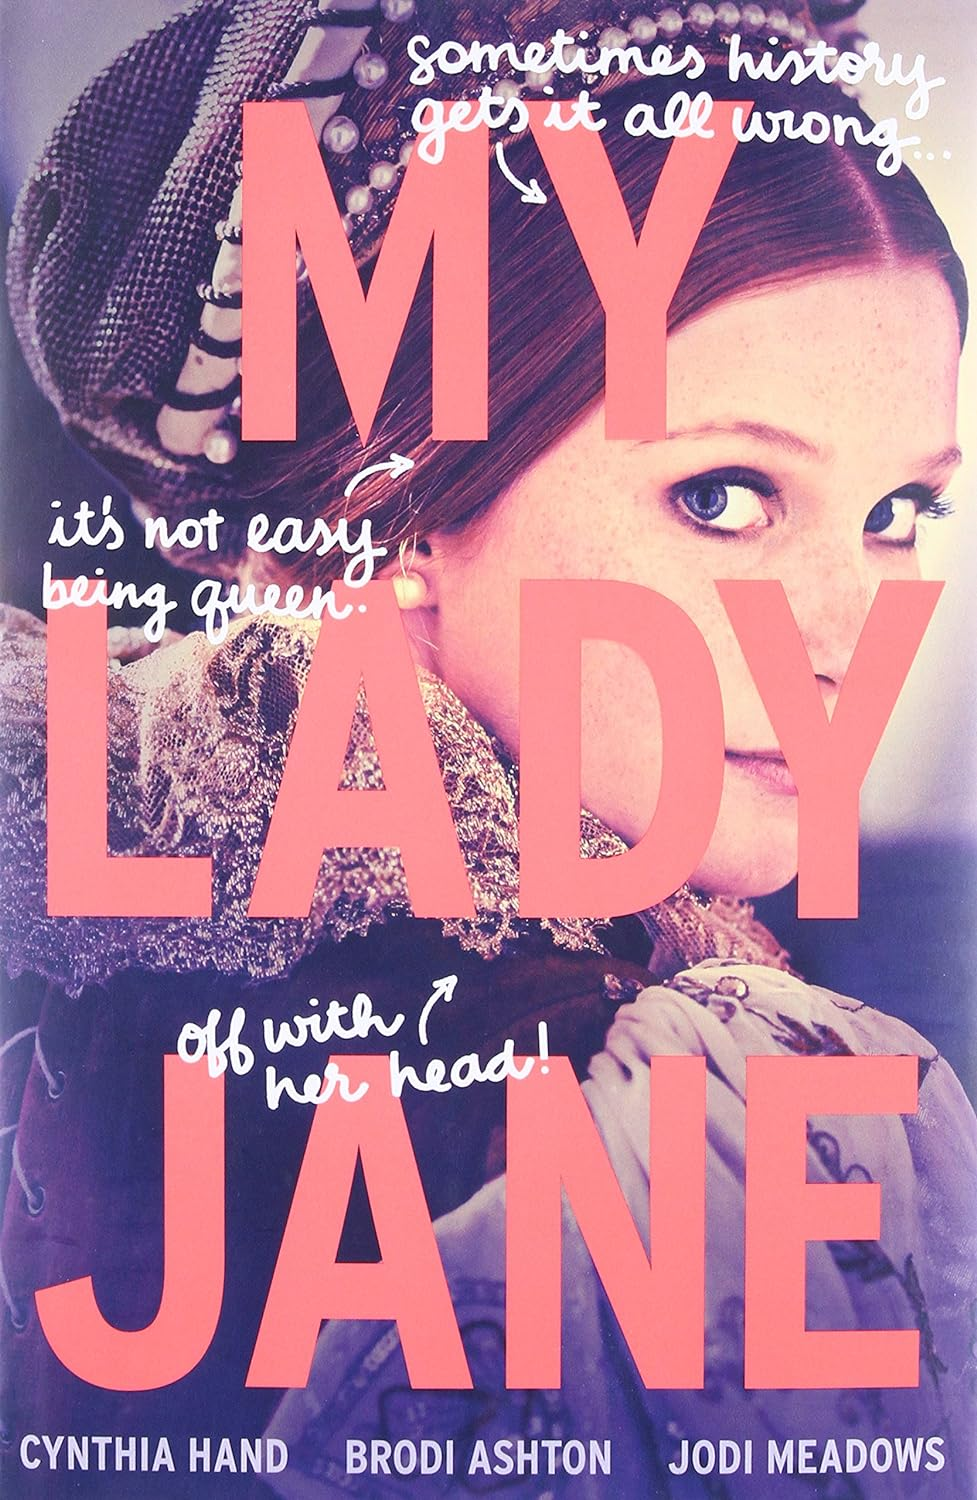 sometimes history
gets it all wrong...
MY
it's not easy
being queen.
LADY
off with
her head!
JANE
CYNTHIA HAND BRODI ASHTON JODI MEADOWS